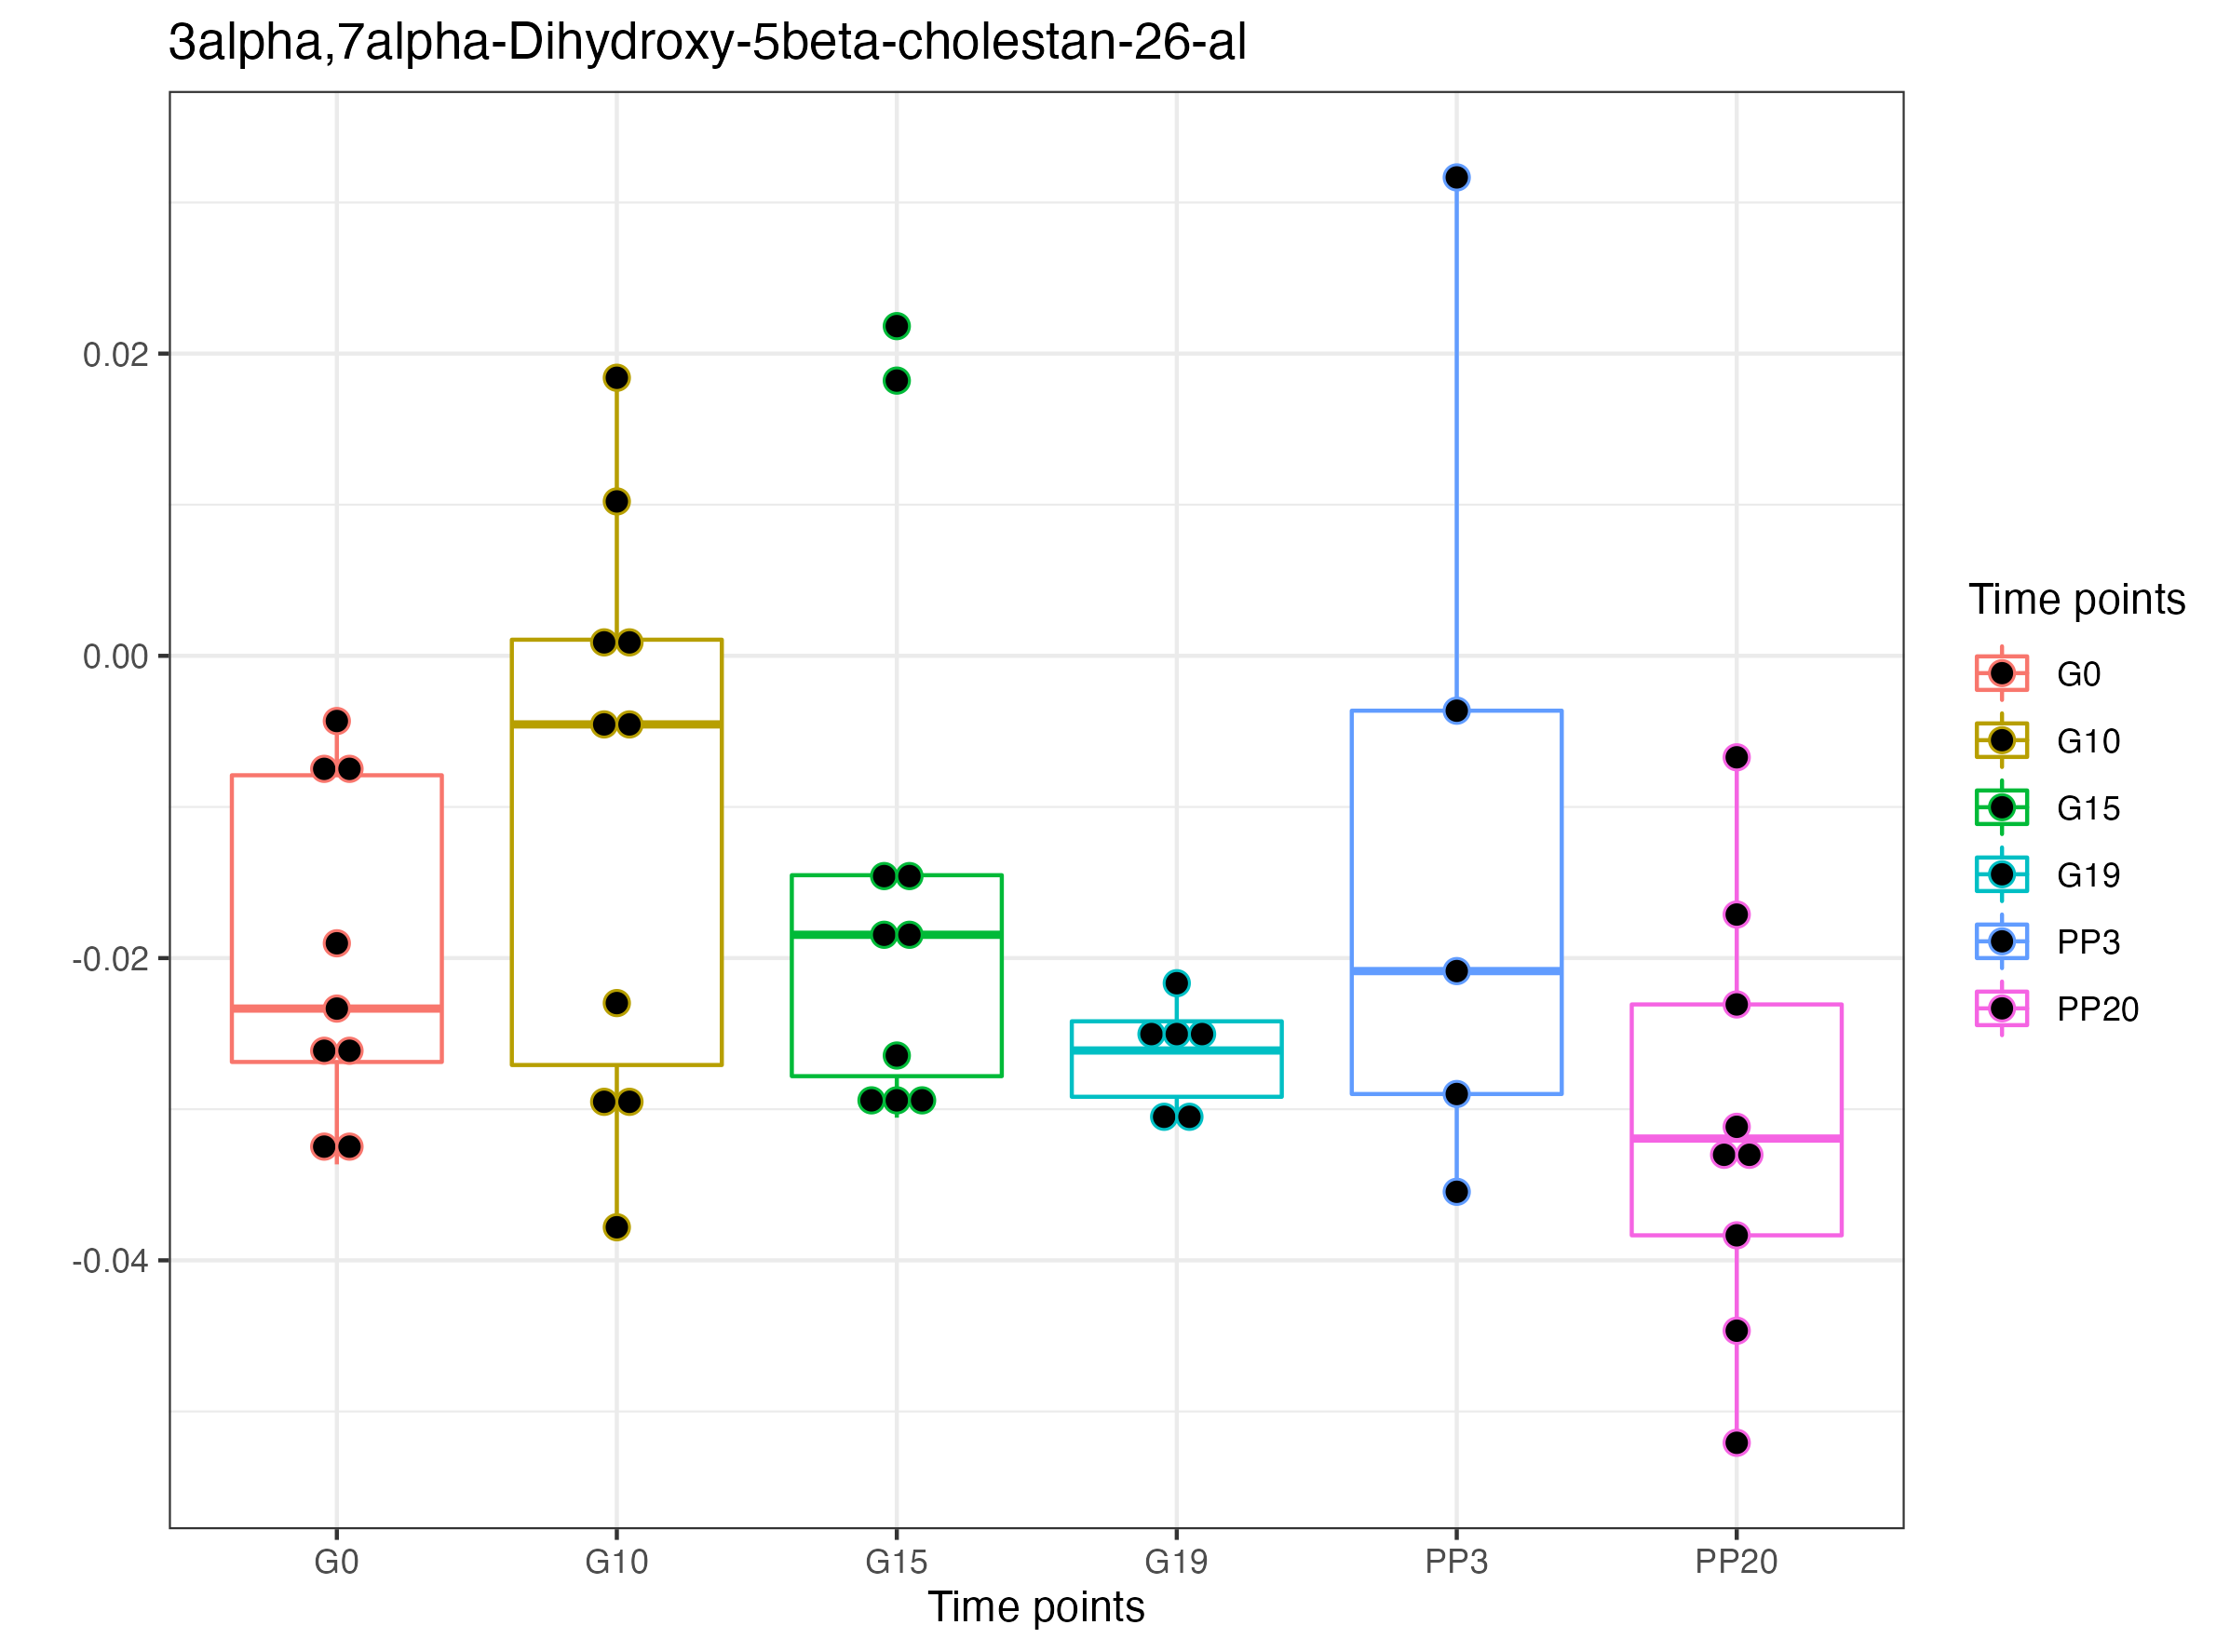 3alpha,7alpha-Dihydroxy-5beta-cholestan-26-al
0.02
0.00
-0.02
-0.04
G0 G10 G15 G19 PP3 PP20
Time points
Time points
G0
G10
G15
G19
PP3
PP20